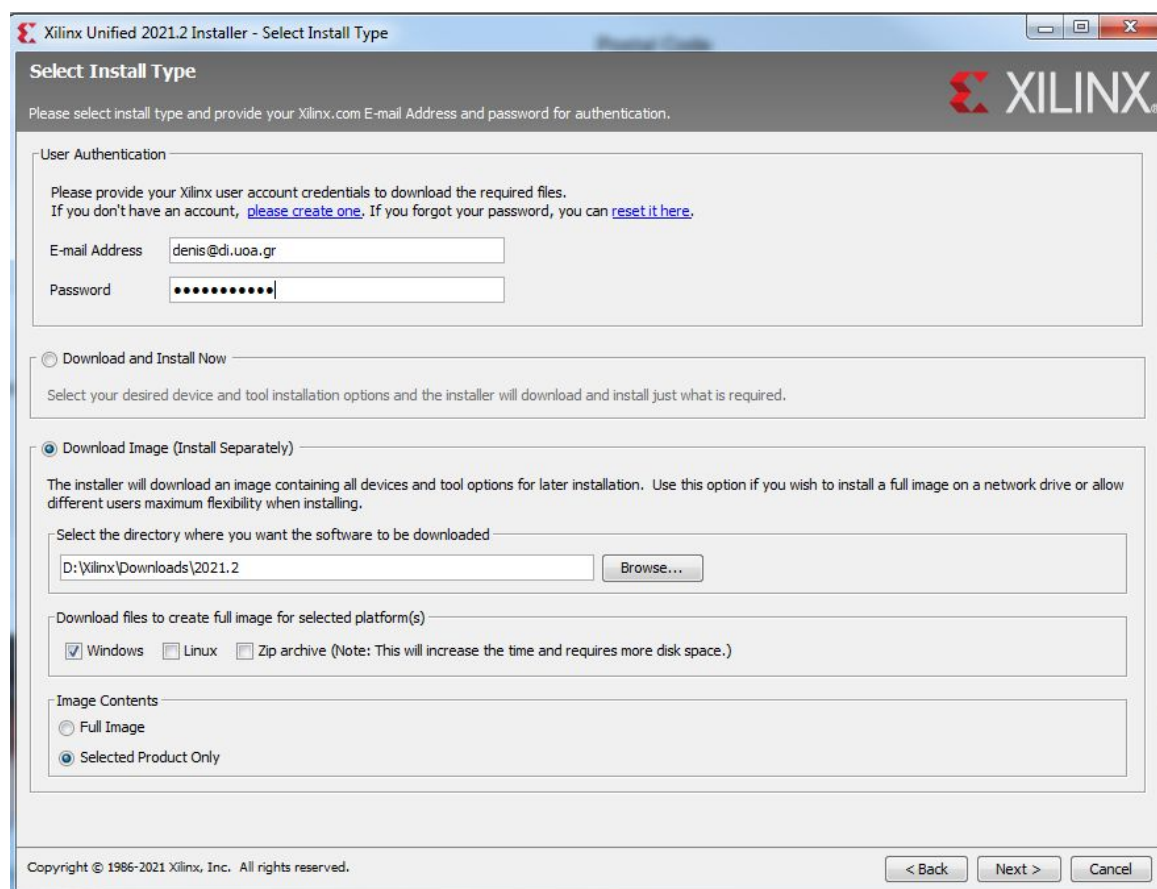 Xilinx Unified 2021.2 Installer - Select Install Type
Postal Code
Select Install Type
XILINX®
Please select install type and provide your Xilinx.com E-mail Address and password for authentication.
User Authentication
Please provide your Xilinx user account credentials to download the required files.
If you don't have an account, please create one. If you forgot your password, you can reset it here.
E-mail Address denis@di.uoa.gr
Password •••••••••••
Download and Install Now
Select your desired device and tool installation options and the installer will download and install just what is required.
Download Image (Install Separately)
The installer will download an image containing all devices and tool options for later installation. Use this option if you wish to install a full image on a network drive or allow
different users maximum flexibility when installing.
Select the directory where you want the software to be downloaded
D:\Xilinx\Downloads\2021.2 Browse...
Download files to create full image for selected platform(s)
Windows Linux Zip archive (Note: This will increase the time and requires more disk space.)
Image Contents
Full Image
Selected Product Only
Copyright © 1986-2021 Xilinx, Inc. All rights reserved.
< Back Next > Cancel